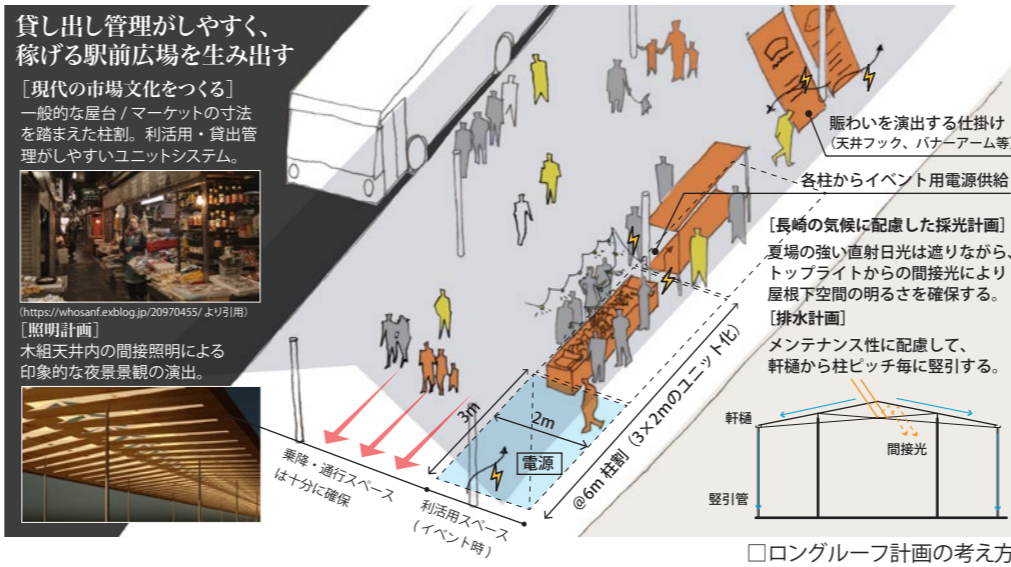 貸し出し管理がしやすく、
稼げる駅前広場を生み出す
[現代の市場文化をつくる]
一般的な屋台 / マーケットの寸法
を踏まえた柱割。利活用・貸出管
理がしやすいユニットシステム。
(https://whosanf.exblog.jp/20970455/ より引用)
[照明計画]
木組天井内の間接照明による
印象的な夜景景観の演出。
賑わいを演出する仕掛け
(天井フック、バナーアーム等)
各柱からイベント用電源供給
[長崎の気候に配慮した採光計画]
夏場の強い直射日光は遮りながら、
トップライトからの間接光により
屋根下空間の明るさを確保する。
[排水計画]
メンテナンス性に配慮して、
軒樋から柱ピッチ毎に竪引する。
軒樋
間接光
竪引管
3m
2m
電源
@6m 柱割（3×2mのユニット化）
乗降・通行スペース
は十分に確保
利活用スペース
(イベント時)
□ロングルーフ計画の考え方